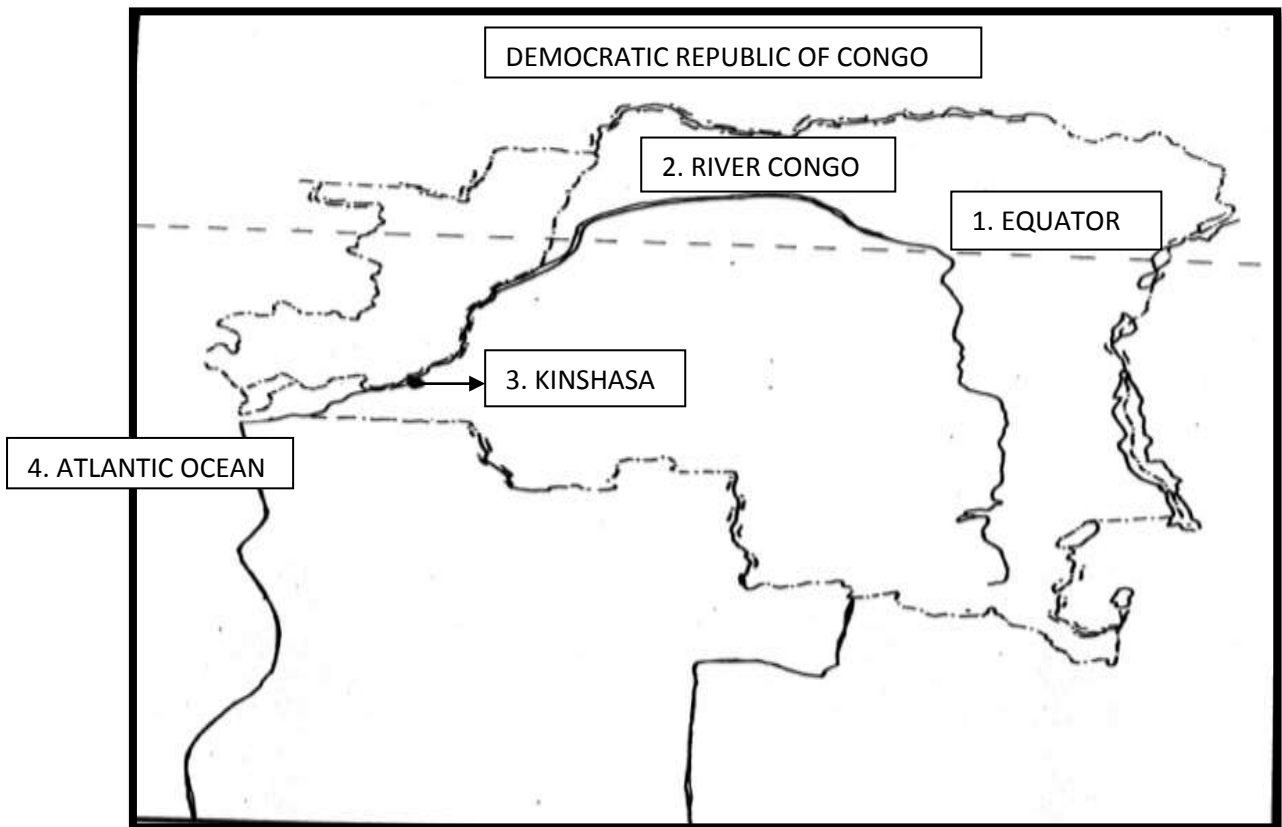 DEMOCRATIC REPUBLIC OF CONGO
2. RIVER CONGO
1. EQUATOR
3. KINSHASA
4. ATLANTIC OCEAN